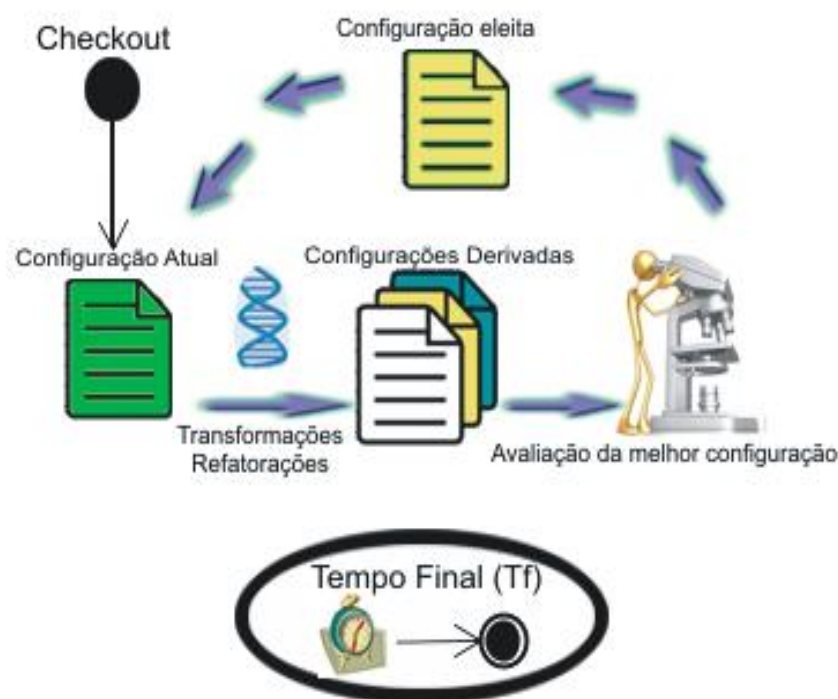 Checkout
Configuração eleita
Configuração Atual
Configurações Derivadas
Transformações
Refatorações
Avaliação da melhor configuração
Tempo Final (Tf)